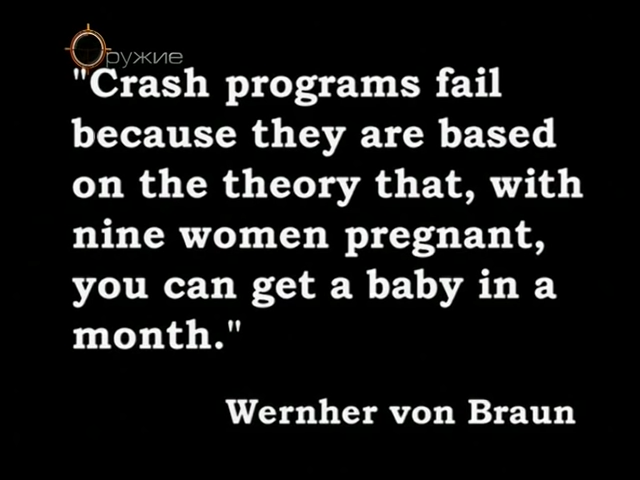 Оружие
"Crash programs fail
because they are based
on the theory that, with
nine women pregnant,
you can get a baby in a
month."
Wernher von Braun